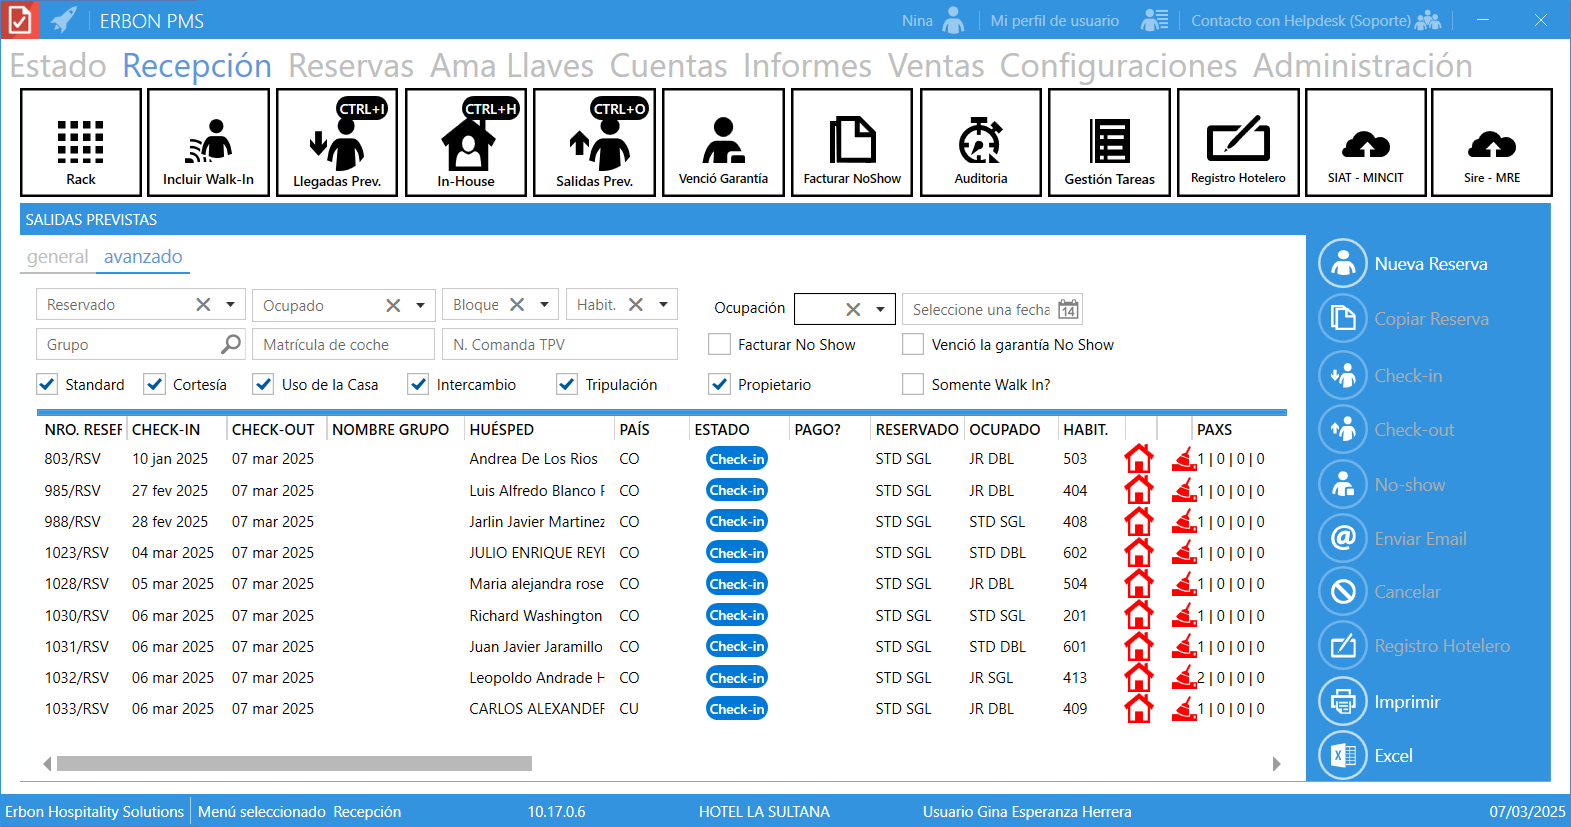 ERBON PMS Nina Mi perfil de usuario Contacto con Helpdesk (Soporte)
Estado Recepción Reservas Ama Llaves Cuentas Informes Ventas Configuraciones Administración
CTRL+I CTRL+H CTRL+O
Rack Incluir Walk-In Llegadas Prev. In-House Salidas Prev. Venció Garantía Facturar NoShow Auditoria Gestión Tareas Registro Hotelero SIAT - MINCIT Sire - MRE
SALIDAS PREVISTAS
general avanzado
Reservado Ocupado Bloque Habit. Ocupación Seleccione una fecha 14
Grupo Matrícula de coche N. Comanda TPV Facturar No Show Venció la garantía No Show
Standard Cortesía Uso de la Casa Intercambio Tripulación Propietario Somente Walk In?
NRO. RESER CHECK-IN CHECK-OUT NOMBRE GRUPO HUÉSPED PAÍS ESTADO PAGO? RESERVADO OCUPADO HABIT. PAXS
803/RSV 10 jan 2025 07 mar 2025 Andrea De Los Rios CO Check-in STD SGL JR DBL 503 1 | 0 | 0 | 0
985/RSV 27 fev 2025 07 mar 2025 Luis Alfredo Blanco CO Check-in STD SGL JR DBL 404 1 | 0 | 0 | 0
988/RSV 28 fev 2025 07 mar 2025 Jarlin Javier Martinez CO Check-in STD SGL STD SGL 408 1 | 0 | 0 | 0
1023/RSV 04 mar 2025 07 mar 2025 JULIO ENRIQUE REYE CO Check-in STD SGL STD DBL 602 1 | 0 | 0 | 0
1028/RSV 05 mar 2025 07 mar 2025 Maria alejandra rose CO Check-in STD SGL JR DBL 504 1 | 0 | 0 | 0
1030/RSV 06 mar 2025 07 mar 2025 Richard Washington CO Check-in STD SGL STD SGL 201 1 | 0 | 0 | 0
1031/RSV 06 mar 2025 07 mar 2025 Juan Javier Jaramillo CO Check-in STD SGL STD DBL 601 1 | 0 | 0 | 0
1032/RSV 06 mar 2025 07 mar 2025 Leopoldo Andrade CO Check-in STD SGL JR SGL 413 2 | 0 | 0 | 0
1033/RSV 06 mar 2025 07 mar 2025 CARLOS ALEXANDER CU Check-in STD SGL JR DBL 409 1 | 0 | 0 | 0
Nueva Reserva
Copiar Reserva
Check-in
Check-out
No-show
Enviar Email
Cancelar
Registro Hotelero
Imprimir
Excel
Erbon Hospitality Solutions Menú seleccionado Recepción 10.17.0.6 HOTEL LA SULTANA Usuario Gina Esperanza Herrera 07/03/2025